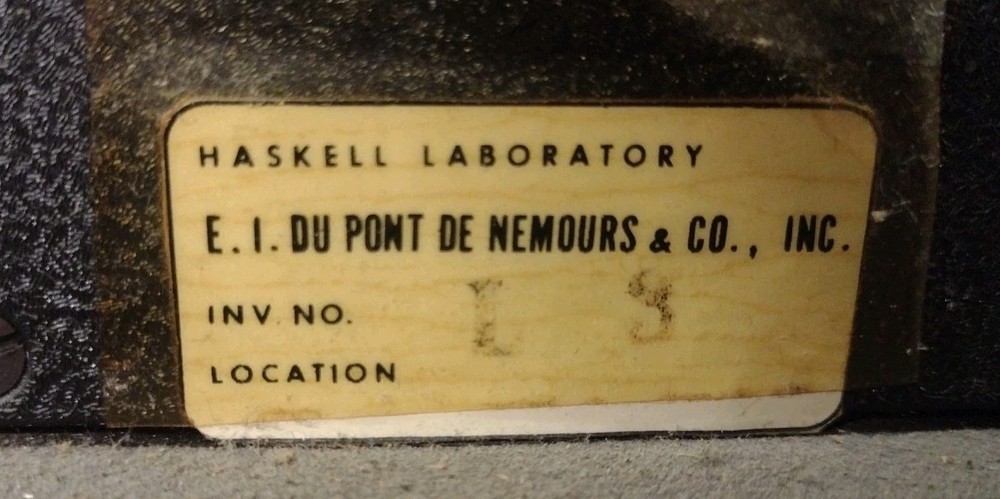 HASKELL LABORATORY
E. I. DU PONT DE NEMOURS & CO., INC.
INV. NO.
LOCATION